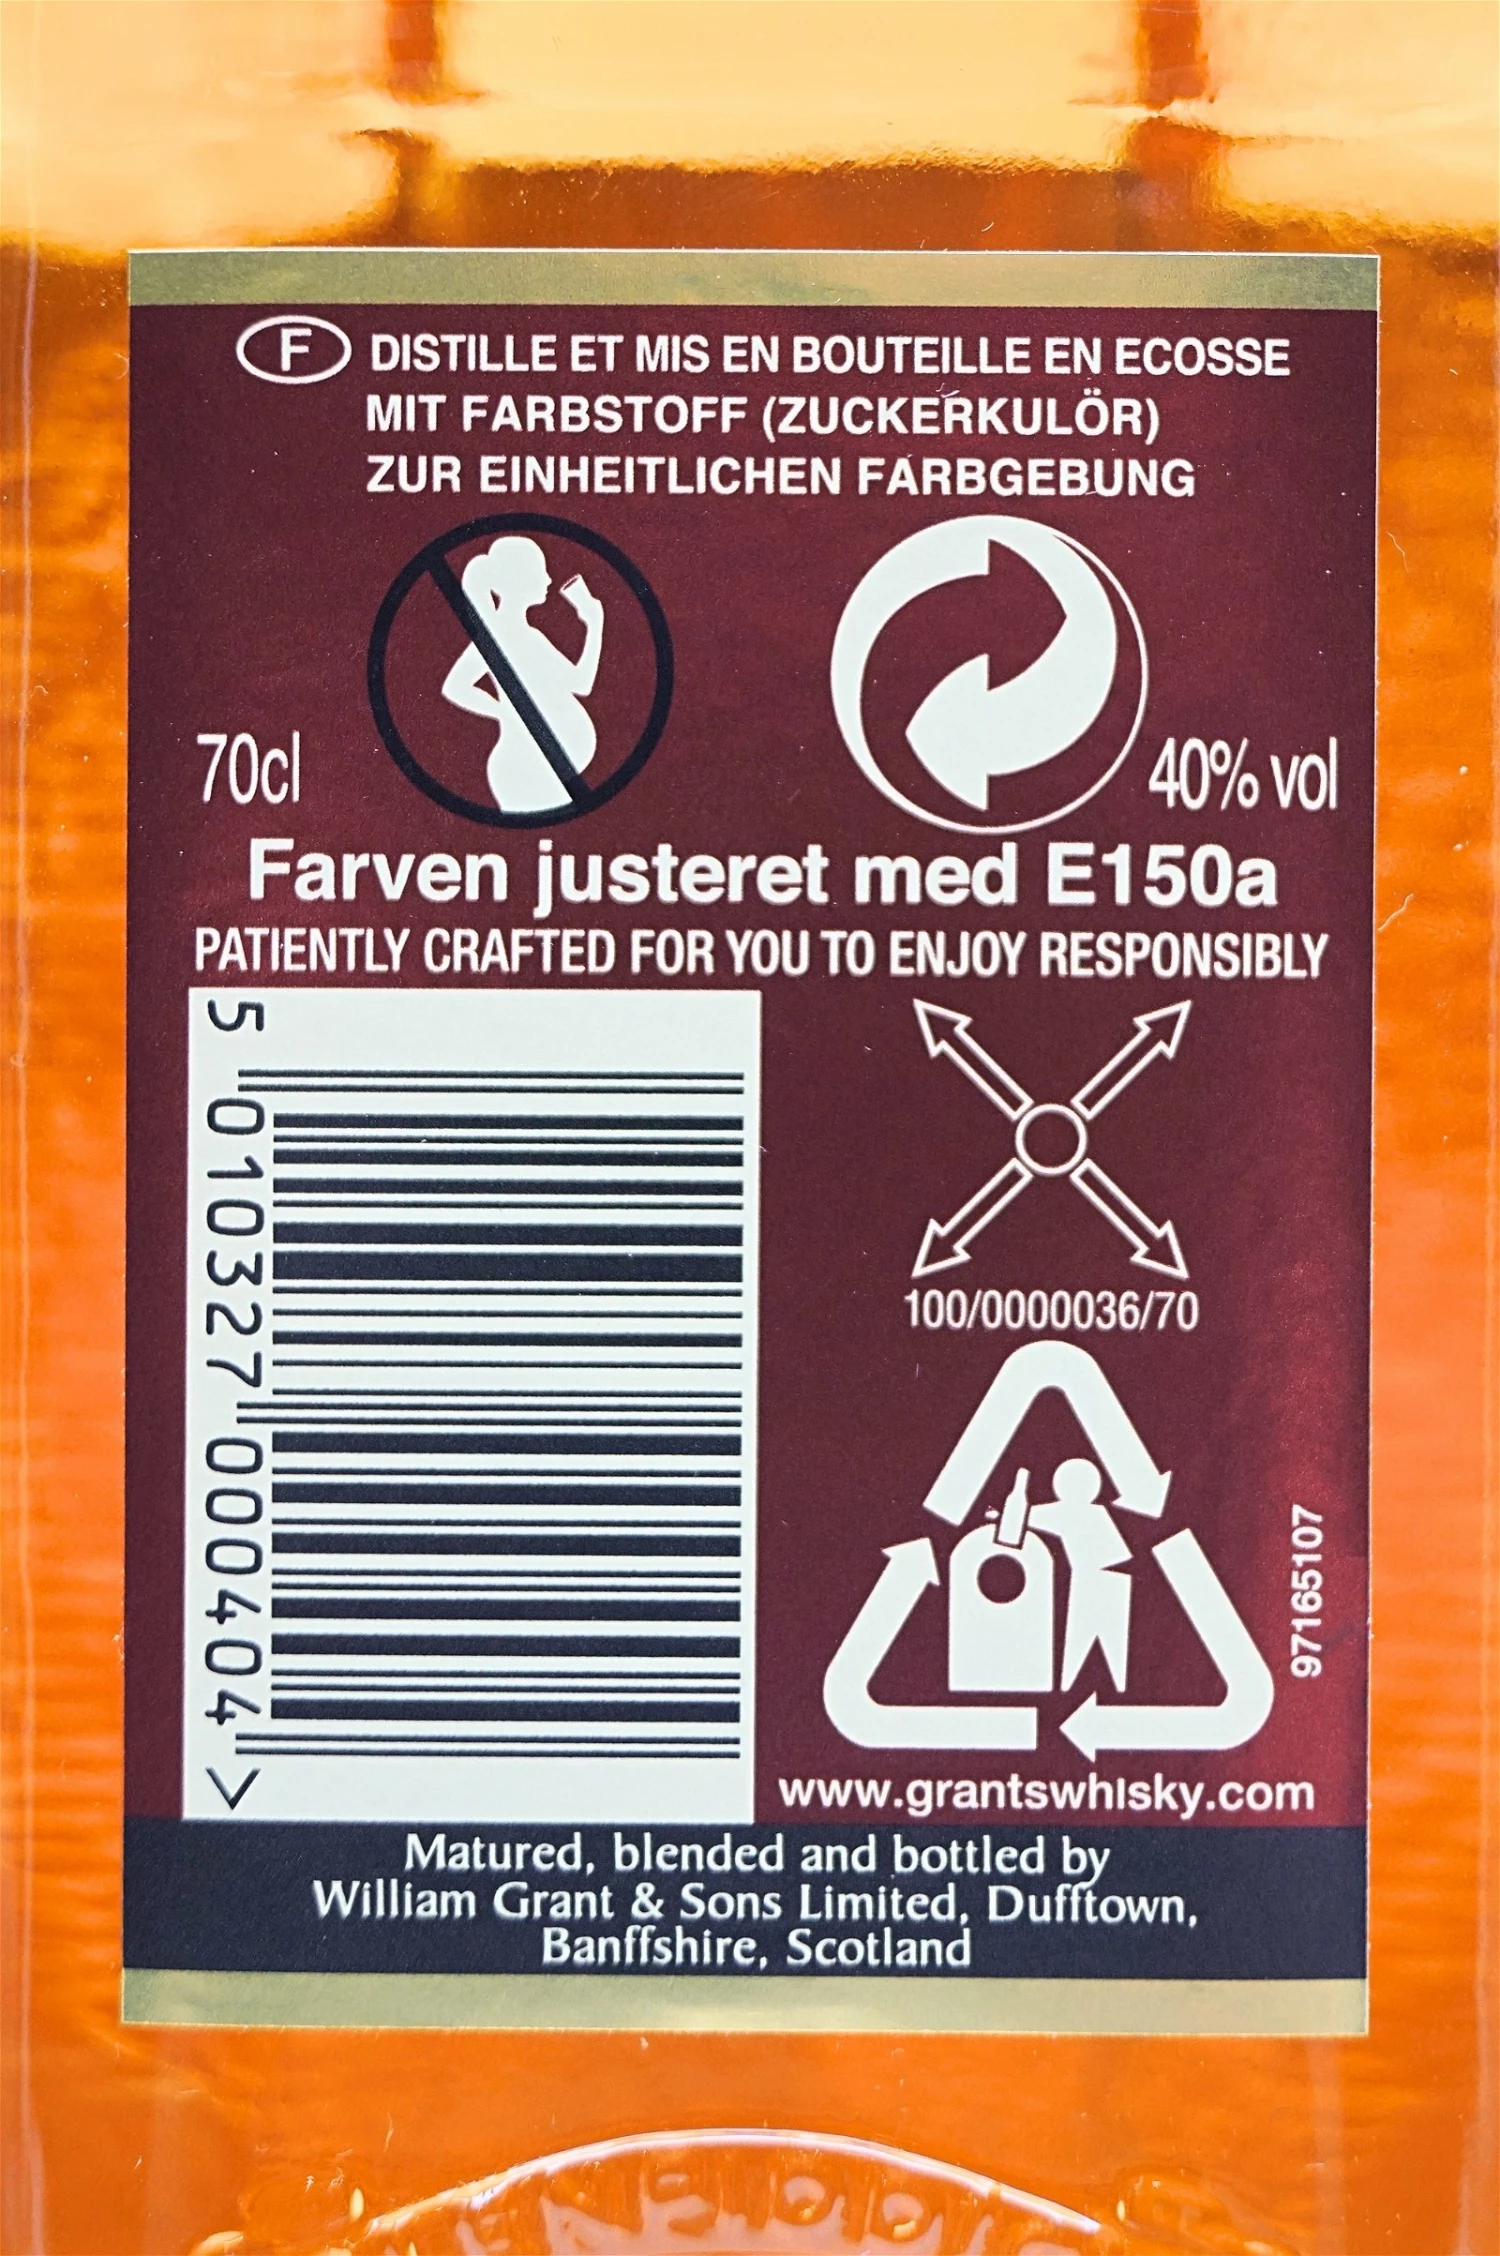 F DISTILLE ET MIS EN BOUTEILLE EN ECOSSE
MIT FARBSTOFF (ZUCKERKULÖR)
ZUR EINHEITLICHEN FARBGEBUNG
70cl
40% vol
Farven justeret med E150a
PATIENTLY CRAFTED FOR YOU TO ENJOY RESPONSIBLY
5 010327 000404 >
100/0000036/70
97165107
www.grantswhisky.com
Matured, blended and bottled by
William Grant & Sons Limited, Dufftown,
Banffshire, Scotland